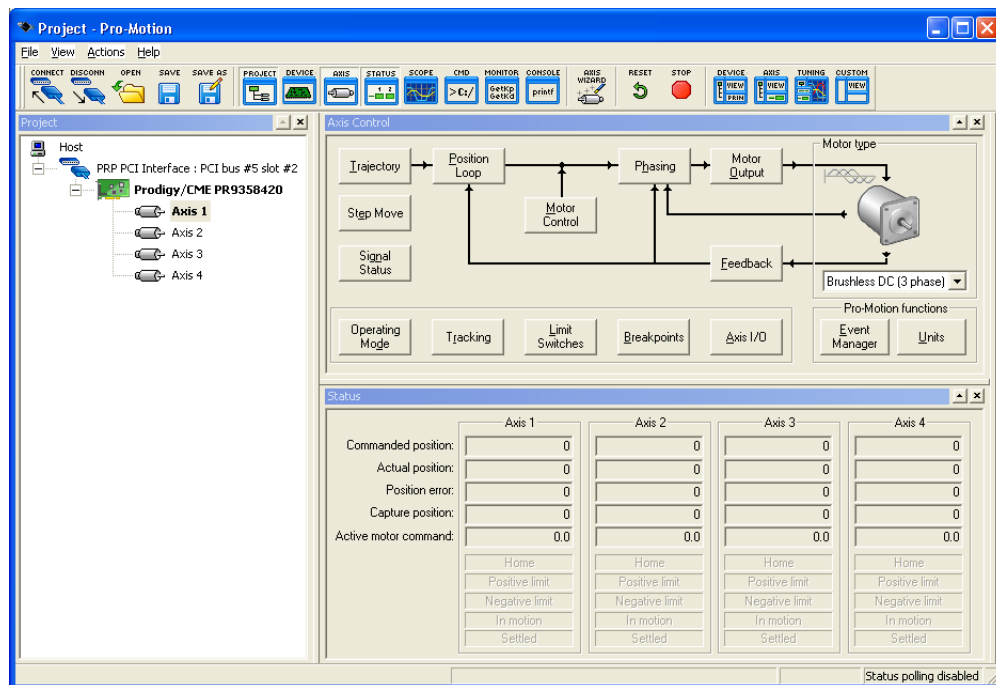 Project - Pro-Motion
File View Actions Help
CONNECT DISCONN OPEN SAVE SAVE AS PROJECT DEVICE AXIS STATUS SCOPE CMD MONITOR CONSOLE AXIS WIZARD RESET STOP DEVICE AXIS TUNING CUSTOM
1 2 >C:/ GetKp GetKd printf VIEW PRIN VIEW VIEW
Project
Host
PRP PCI Interface : PCI bus #5 slot #2
Prodigy/CME PR9358420
Axis 1
Axis 2
Axis 3
Axis 4
Axis Control
Trajectory
Position Loop
Phasing
Motor Output
Motor type
Step Move
Motor Control
Signal Status
Feedback
Brushless DC (3 phase)
Operating Mode
Tracking
Limit Switches
Breakpoints
Axis I/O
Pro-Motion functions
Event Manager
Units
Status
Axis 1 Axis 2 Axis 3 Axis 4
Commanded position: 0 0 0 0
Actual position: 0 0 0 0
Position error: 0 0 0 0
Capture position: 0 0 0 0
Active motor command: 0.0 0.0 0.0 0.0
Home Home Home Home
Positive limit Positive limit Positive limit Positive limit
Negative limit Negative limit Negative limit Negative limit
In motion In motion In motion In motion
Settled Settled Settled Settled
Status polling disabled